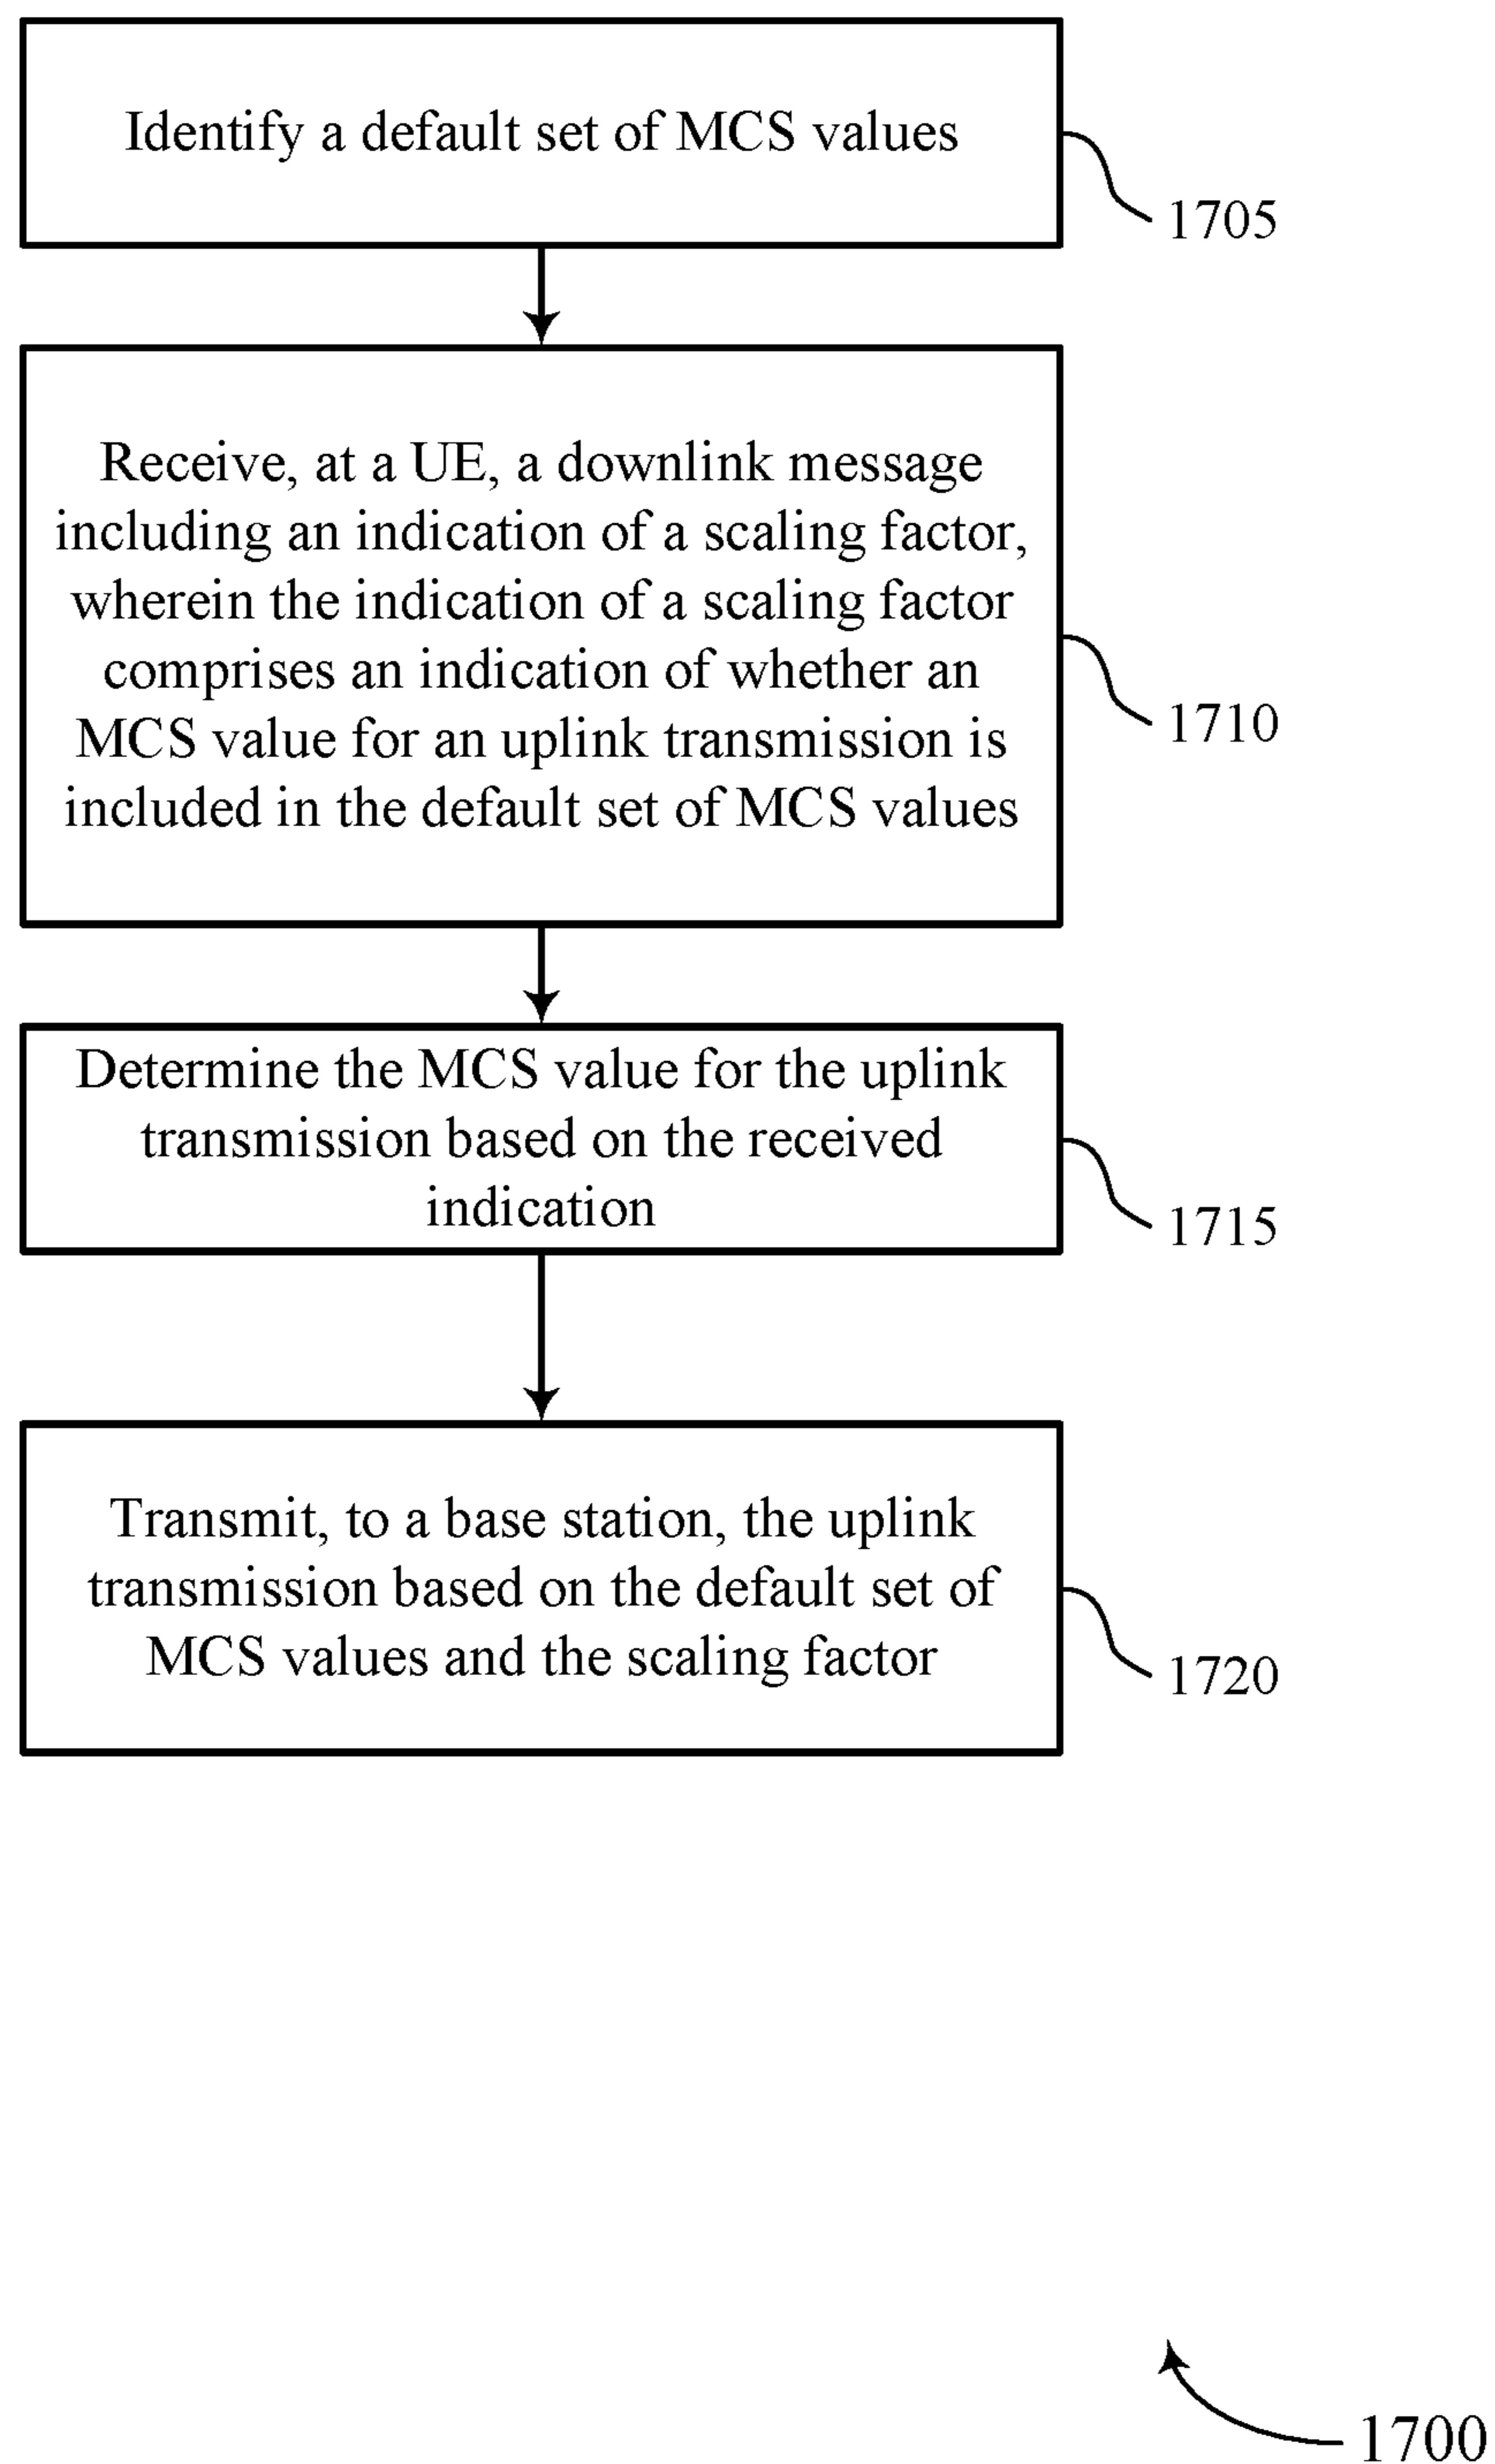 Identify a default set of MCS values
1705
Receive, at a UE, a downlink message
including an indication of a scaling factor,
wherein the indication of a scaling factor
comprises an indication of whether an
MCS value for an uplink transmission is
included in the default set of MCS values
1710
Determine the MCS value for the uplink
transmission based on the received
indication
1715
Transmit, to a base station, the uplink
transmission based on the default set of
MCS values and the scaling factor
1720
1700